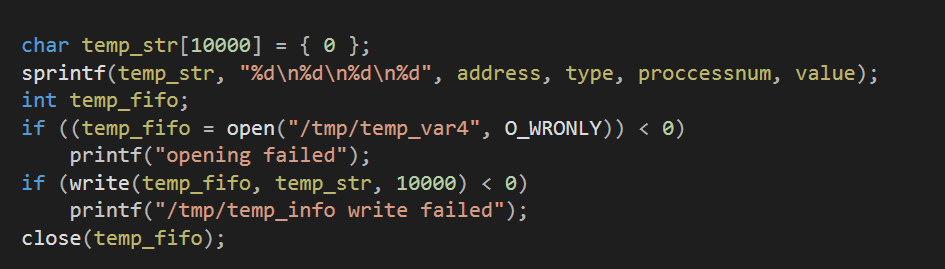 char temp_str[10000] = { 0 };
sprintf(temp_str, "%d\n%d\n%d\n%d", address, type, proccessnum, value);
int temp_fifo;
if ((temp_fifo = open("/tmp/temp_var4", O_WRONLY)) < 0)
    printf("opening failed");
if (write(temp_fifo, temp_str, 10000) < 0)
    printf("/tmp/temp_info write failed");
close(temp_fifo);